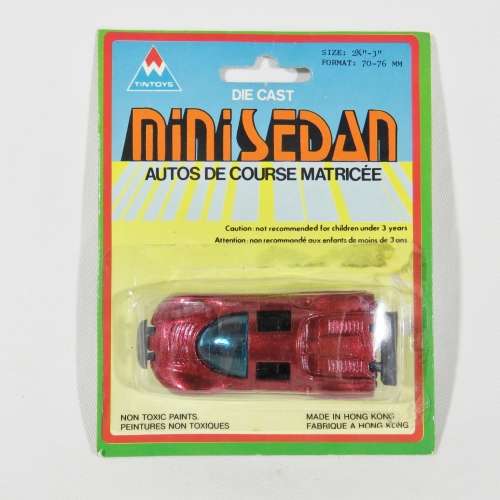 W
TINTOYS
SIZE: 2¾"-3"
FORMAT: 70-76 MM
DIE CAST
MINISEDAN
AUTOS DE COURSE MATRICÉE
Caution: not recommended for children under 3 years
Attention: non recommandé aux enfants de moins de 3 ans
NON TOXIC PAINTS.
PEINTURES NON TOXIQUES
MADE IN HONG KONG
FABRIQUE A HONG KONG